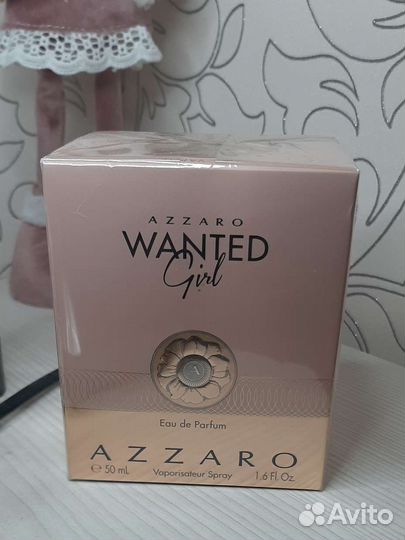 AZZARO
WANTED
Girl
A
Eau de Parfum
AZZARO
℮ 50 mL Vaporisateur Spray 1.6 Fl. Oz.
Avito